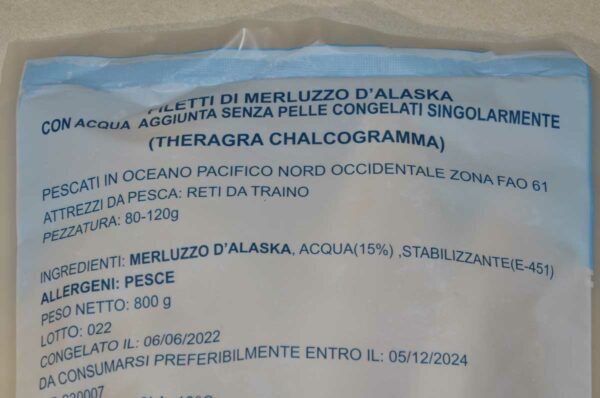 FILETTI DI MERLUZZO D'ALASKA
CON ACQUA AGGIUNTA SENZA PELLE CONGELATI SINGOLARMENTE
(THERAGRA CHALCOGRAMMA)
PESCATI IN OCEANO PACIFICO NORD OCCIDENTALE ZONA FAO 61
ATTREZZI DA PESCA: RETI DA TRAINO
PEZZATURA: 80-120g
INGREDIENTI: MERLUZZO D'ALASKA, ACQUA(15%) ,STABILIZZANTE(E-451)
ALLERGENI: PESCE
PESO NETTO: 800 g
LOTTO: 022
CONGELATO IL: 06/06/2022
DA CONSUMARSI PREFERIBILMENTE ENTRO IL: 05/12/2024